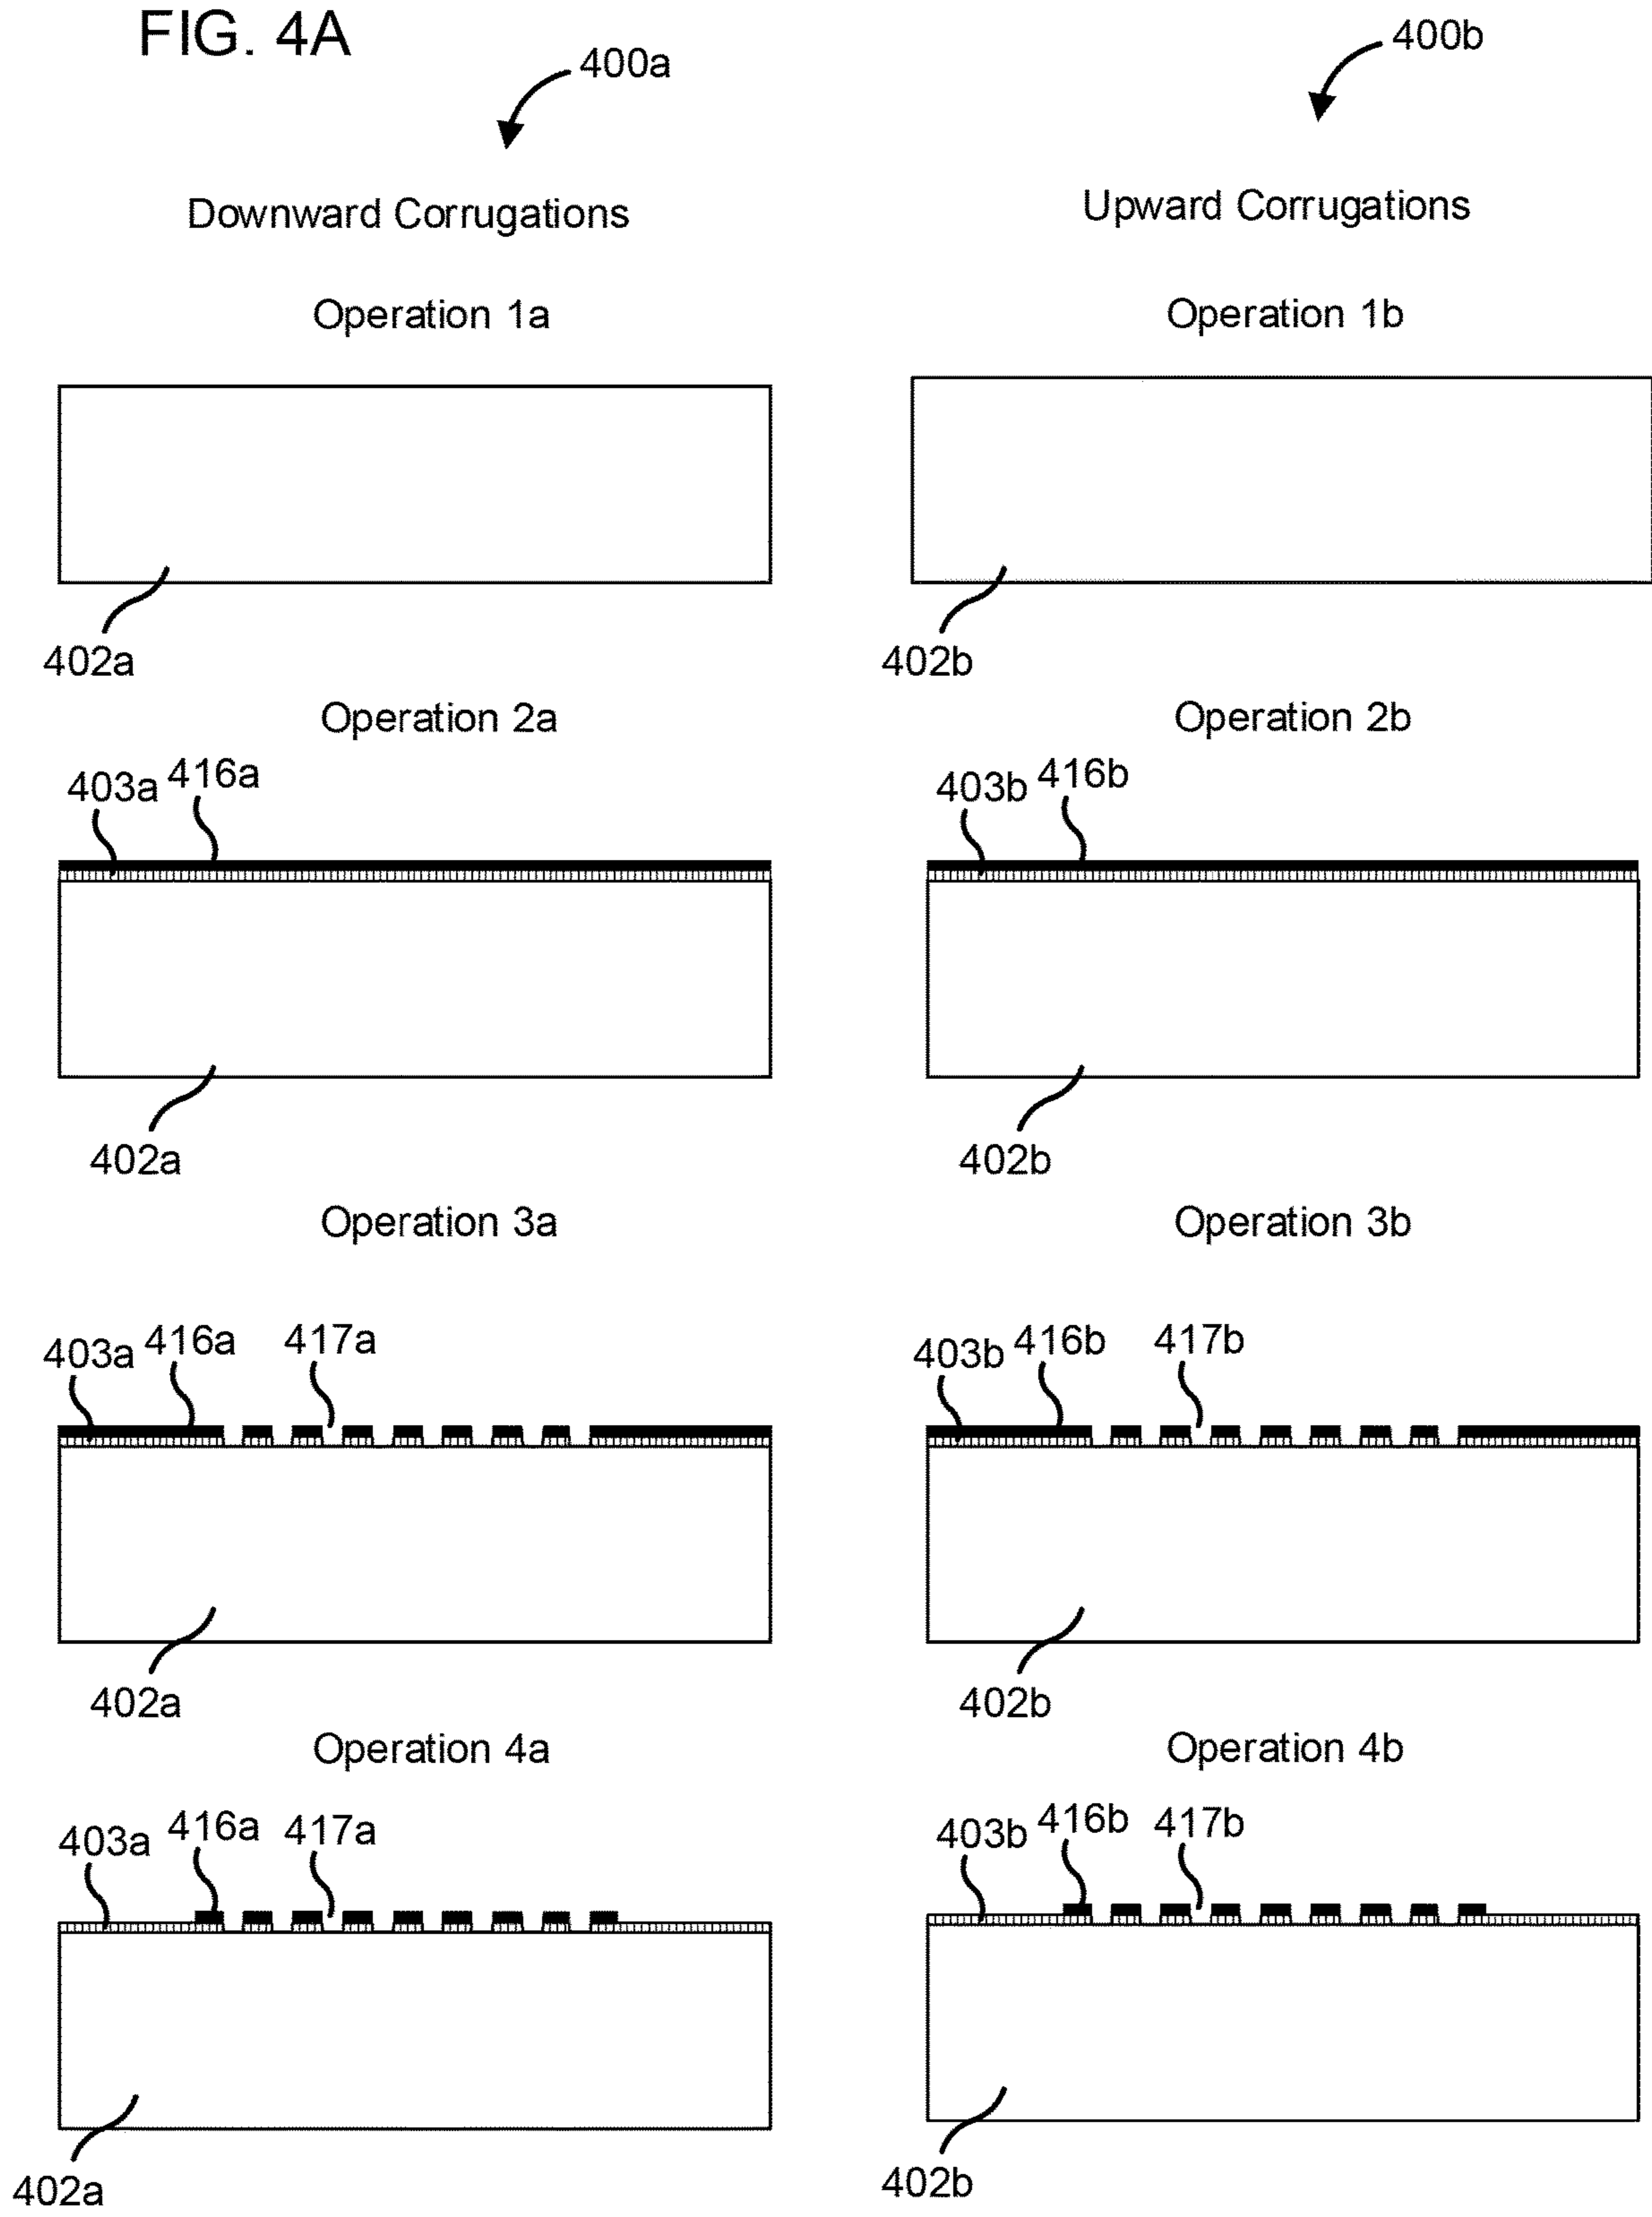 FIG. 4A
400a
400b
Downward Corrugations
Upward Corrugations
Operation 1a
Operation 1b
402a
402b
Operation 2a
Operation 2b
403a
416a
403b
416b
402a
402b
Operation 3a
Operation 3b
403a
416a
417a
403b
416b
417b
402a
402b
Operation 4a
Operation 4b
403a
416a
417a
403b
416b
417b
402a
402b